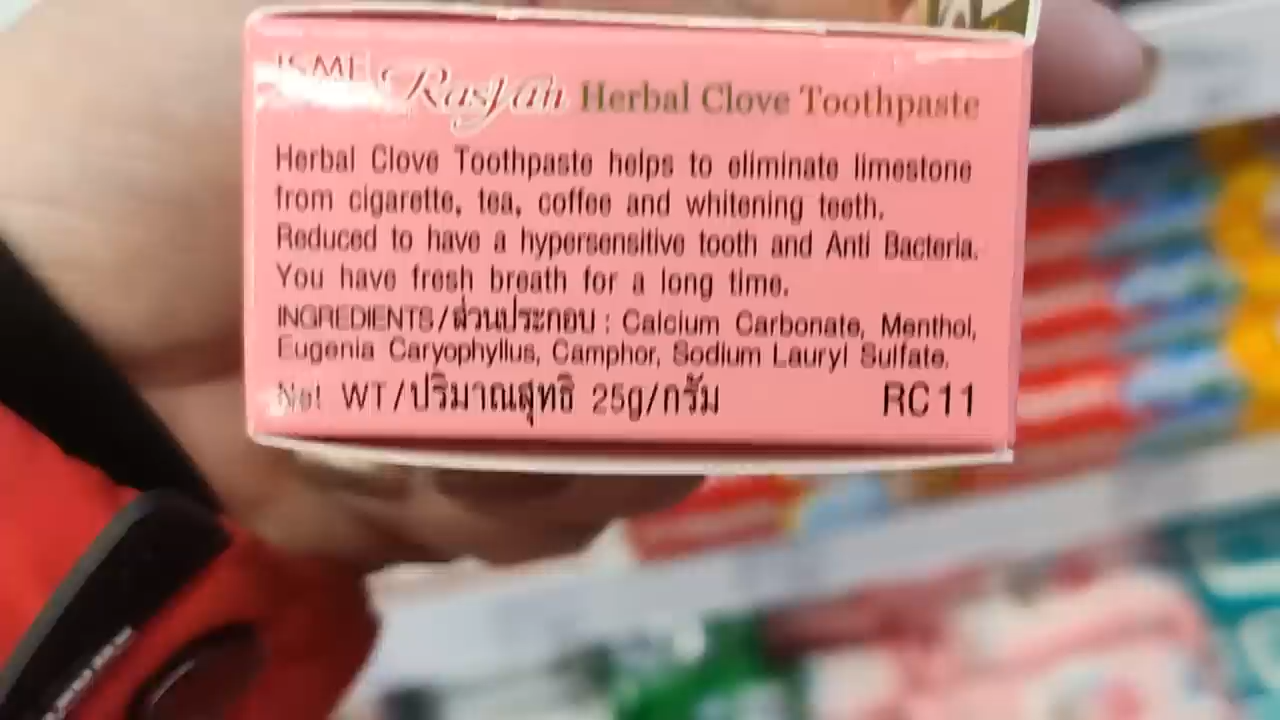 ISME Rasyan Herbal Clove Toothpaste
Herbal Clove Toothpaste helps to eliminate limestone
from cigarette, tea, coffee and whitening teeth.
Reduced to have a hypersensitive tooth and Anti Bacteria.
You have fresh breath for a long time.
INGREDIENTS/ส่วนประกอบ : Calcium Carbonate, Menthol,
Eugenia Caryophyllus, Camphor, Sodium Lauryl Sulfate.
Net WT/ปริมาณสุทธิ 25g/กรัม RC11